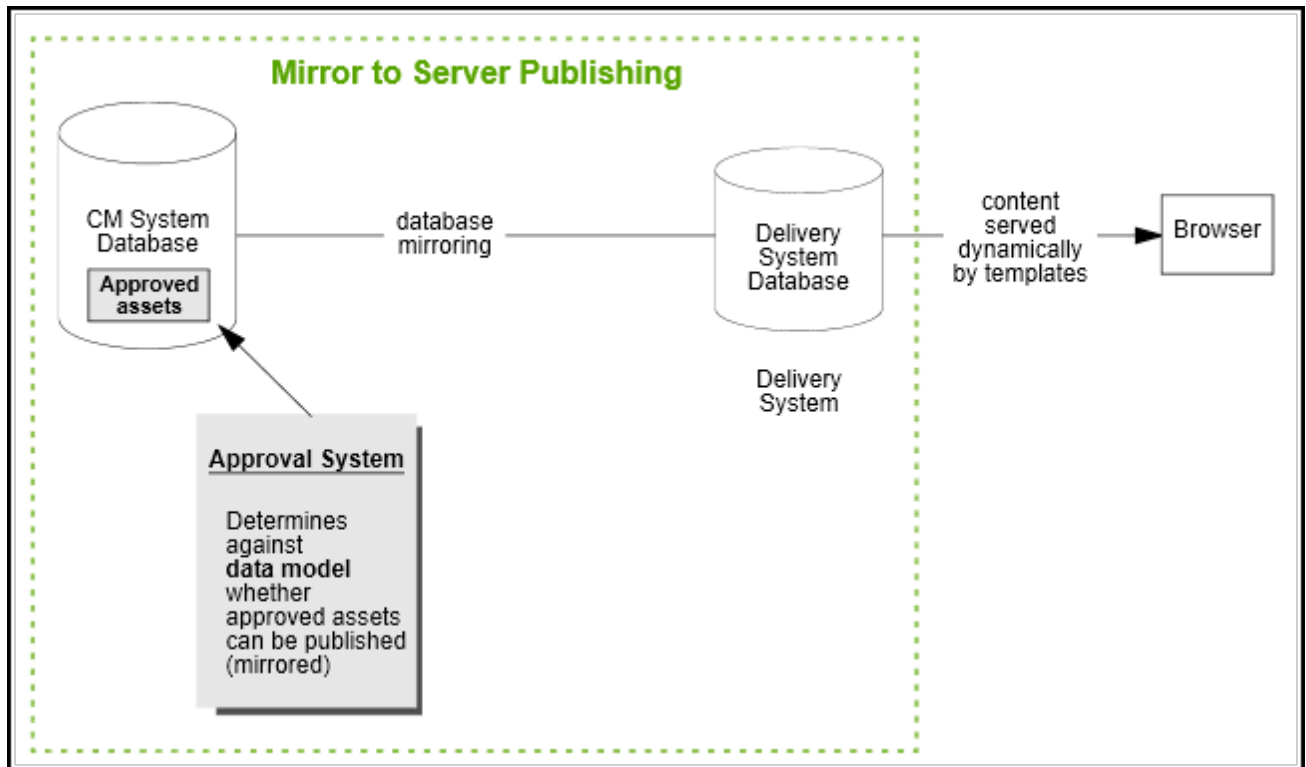 Mirror to Server Publishing
CM System
Database
Approved
assets
database
mirroring
Delivery
System
Database
content
served
dynamically
by templates
Browser
Delivery
System
Approval System
Determines
against
data model
whether
approved assets
can be published
(mirrored)